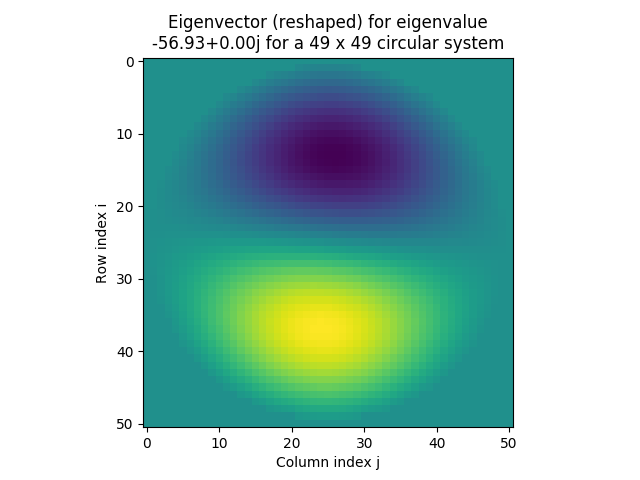 Eigenvector (reshaped) for eigenvalue
-56.93+0.00j for a 49 x 49 circular system
0
10
20
30
40
50
Row index i
0 10 20 30 40 50
Column index j